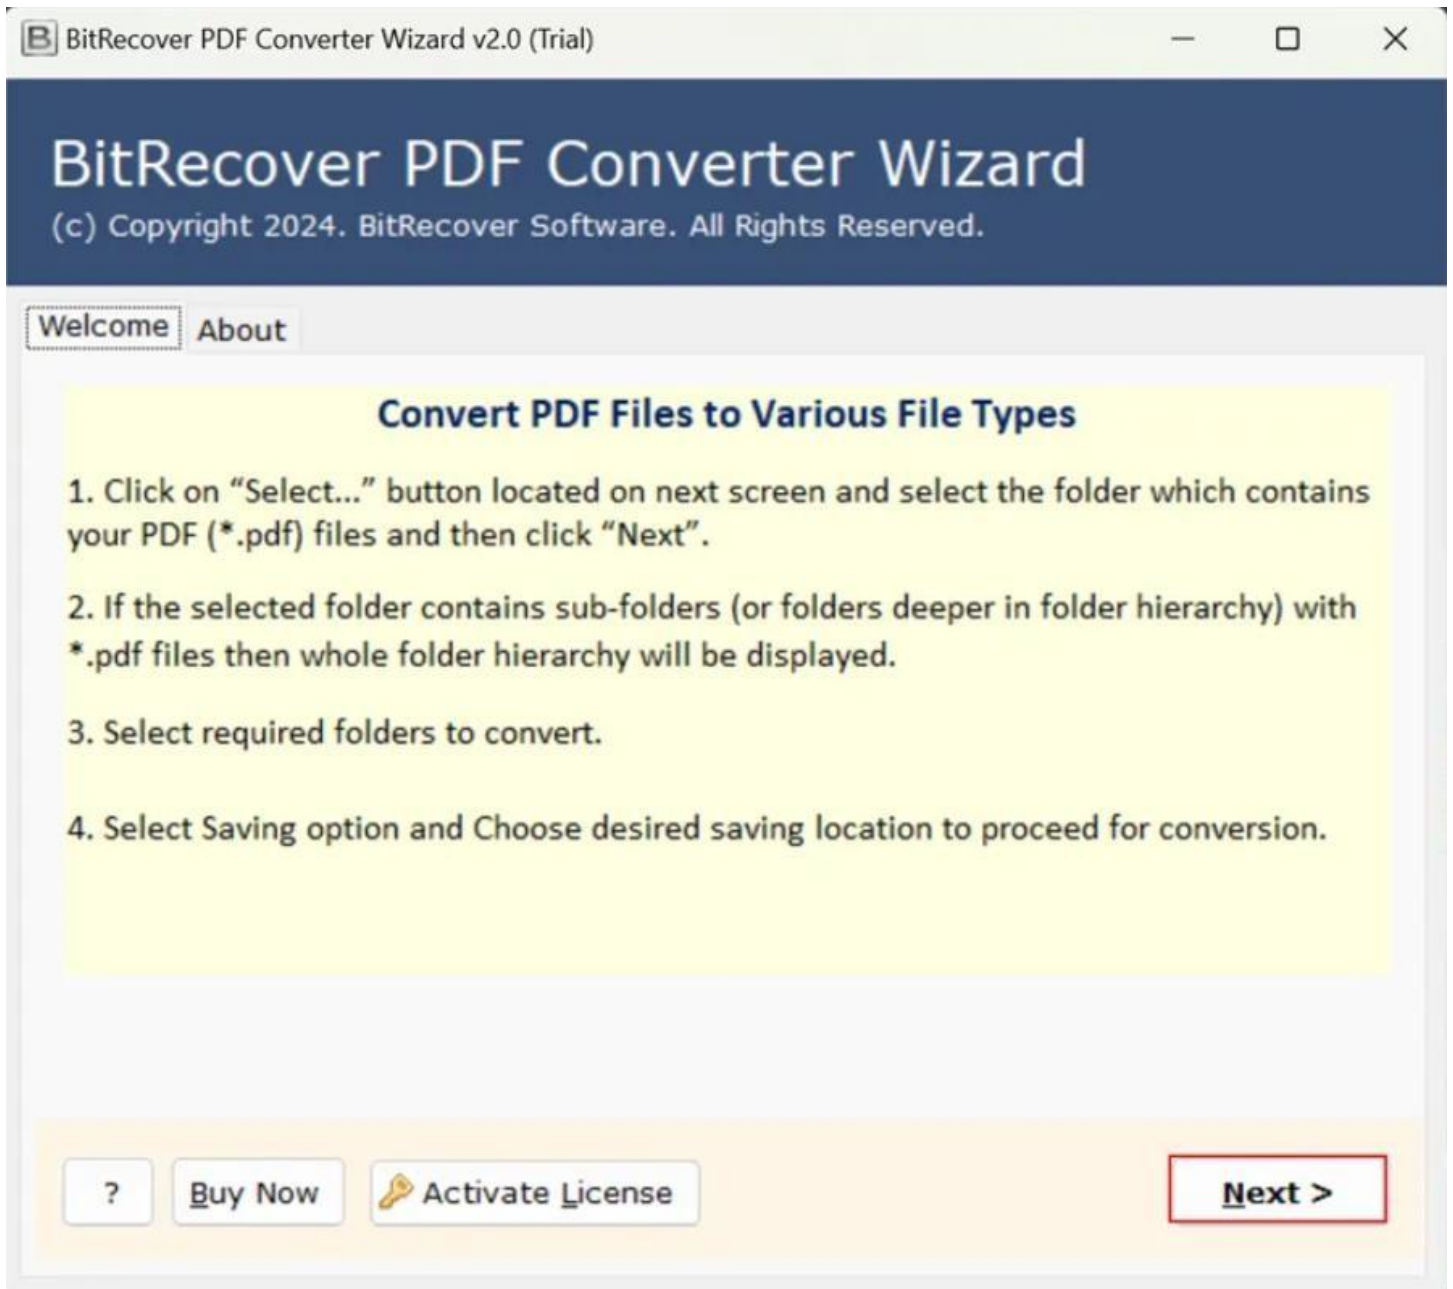 BitRecover PDF Converter Wizard v2.0 (Trial)
BitRecover PDF Converter Wizard
(c) Copyright 2024. BitRecover Software. All Rights Reserved.
Welcome About
Convert PDF Files to Various File Types
1. Click on “Select...” button located on next screen and select the folder which contains
your PDF (*.pdf) files and then click “Next”.
2. If the selected folder contains sub-folders (or folders deeper in folder hierarchy) with
*.pdf files then whole folder hierarchy will be displayed.
3. Select required folders to convert.
4. Select Saving option and Choose desired saving location to proceed for conversion.
? Buy Now Activate License Next >